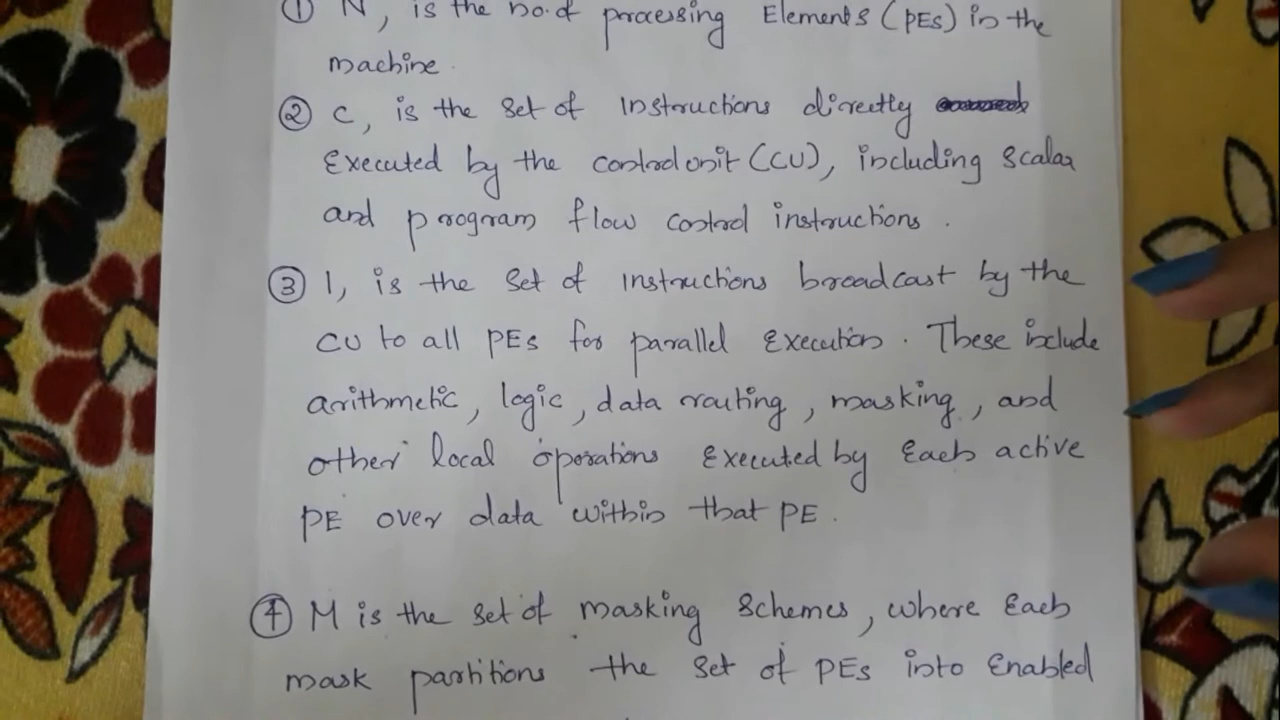 ① N, is the no. of processing Elements (PEs) in the
machine.
② C, is the set of instructions directly
Executed by the control unit (CU), including scalar
and program flow control instructions.
③ I, is the set of instructions broadcast by the
CU to all PEs for parallel execution. These include
arithmetic, logic, data routing, masking, and
other local operations executed by each active
PE over data within that PE.
④ M is the set of masking schemes, where each
mask partitions the set of PEs into enabled